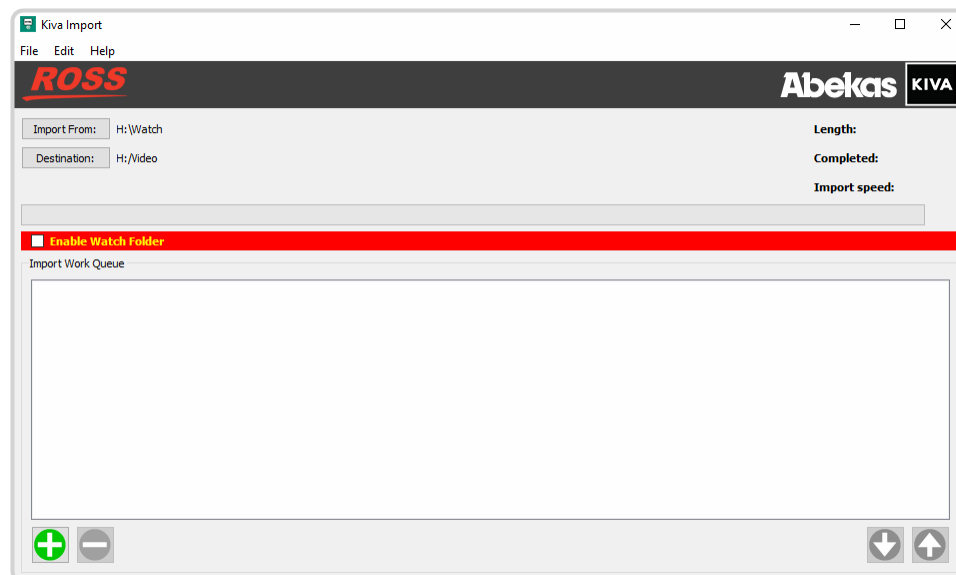 Kiva Import
File Edit Help
ROSS Abekas KIVA
Import From: H:\Watch Length:
Destination: H:/Video Completed:
Import speed:
Enable Watch Folder
Import Work Queue